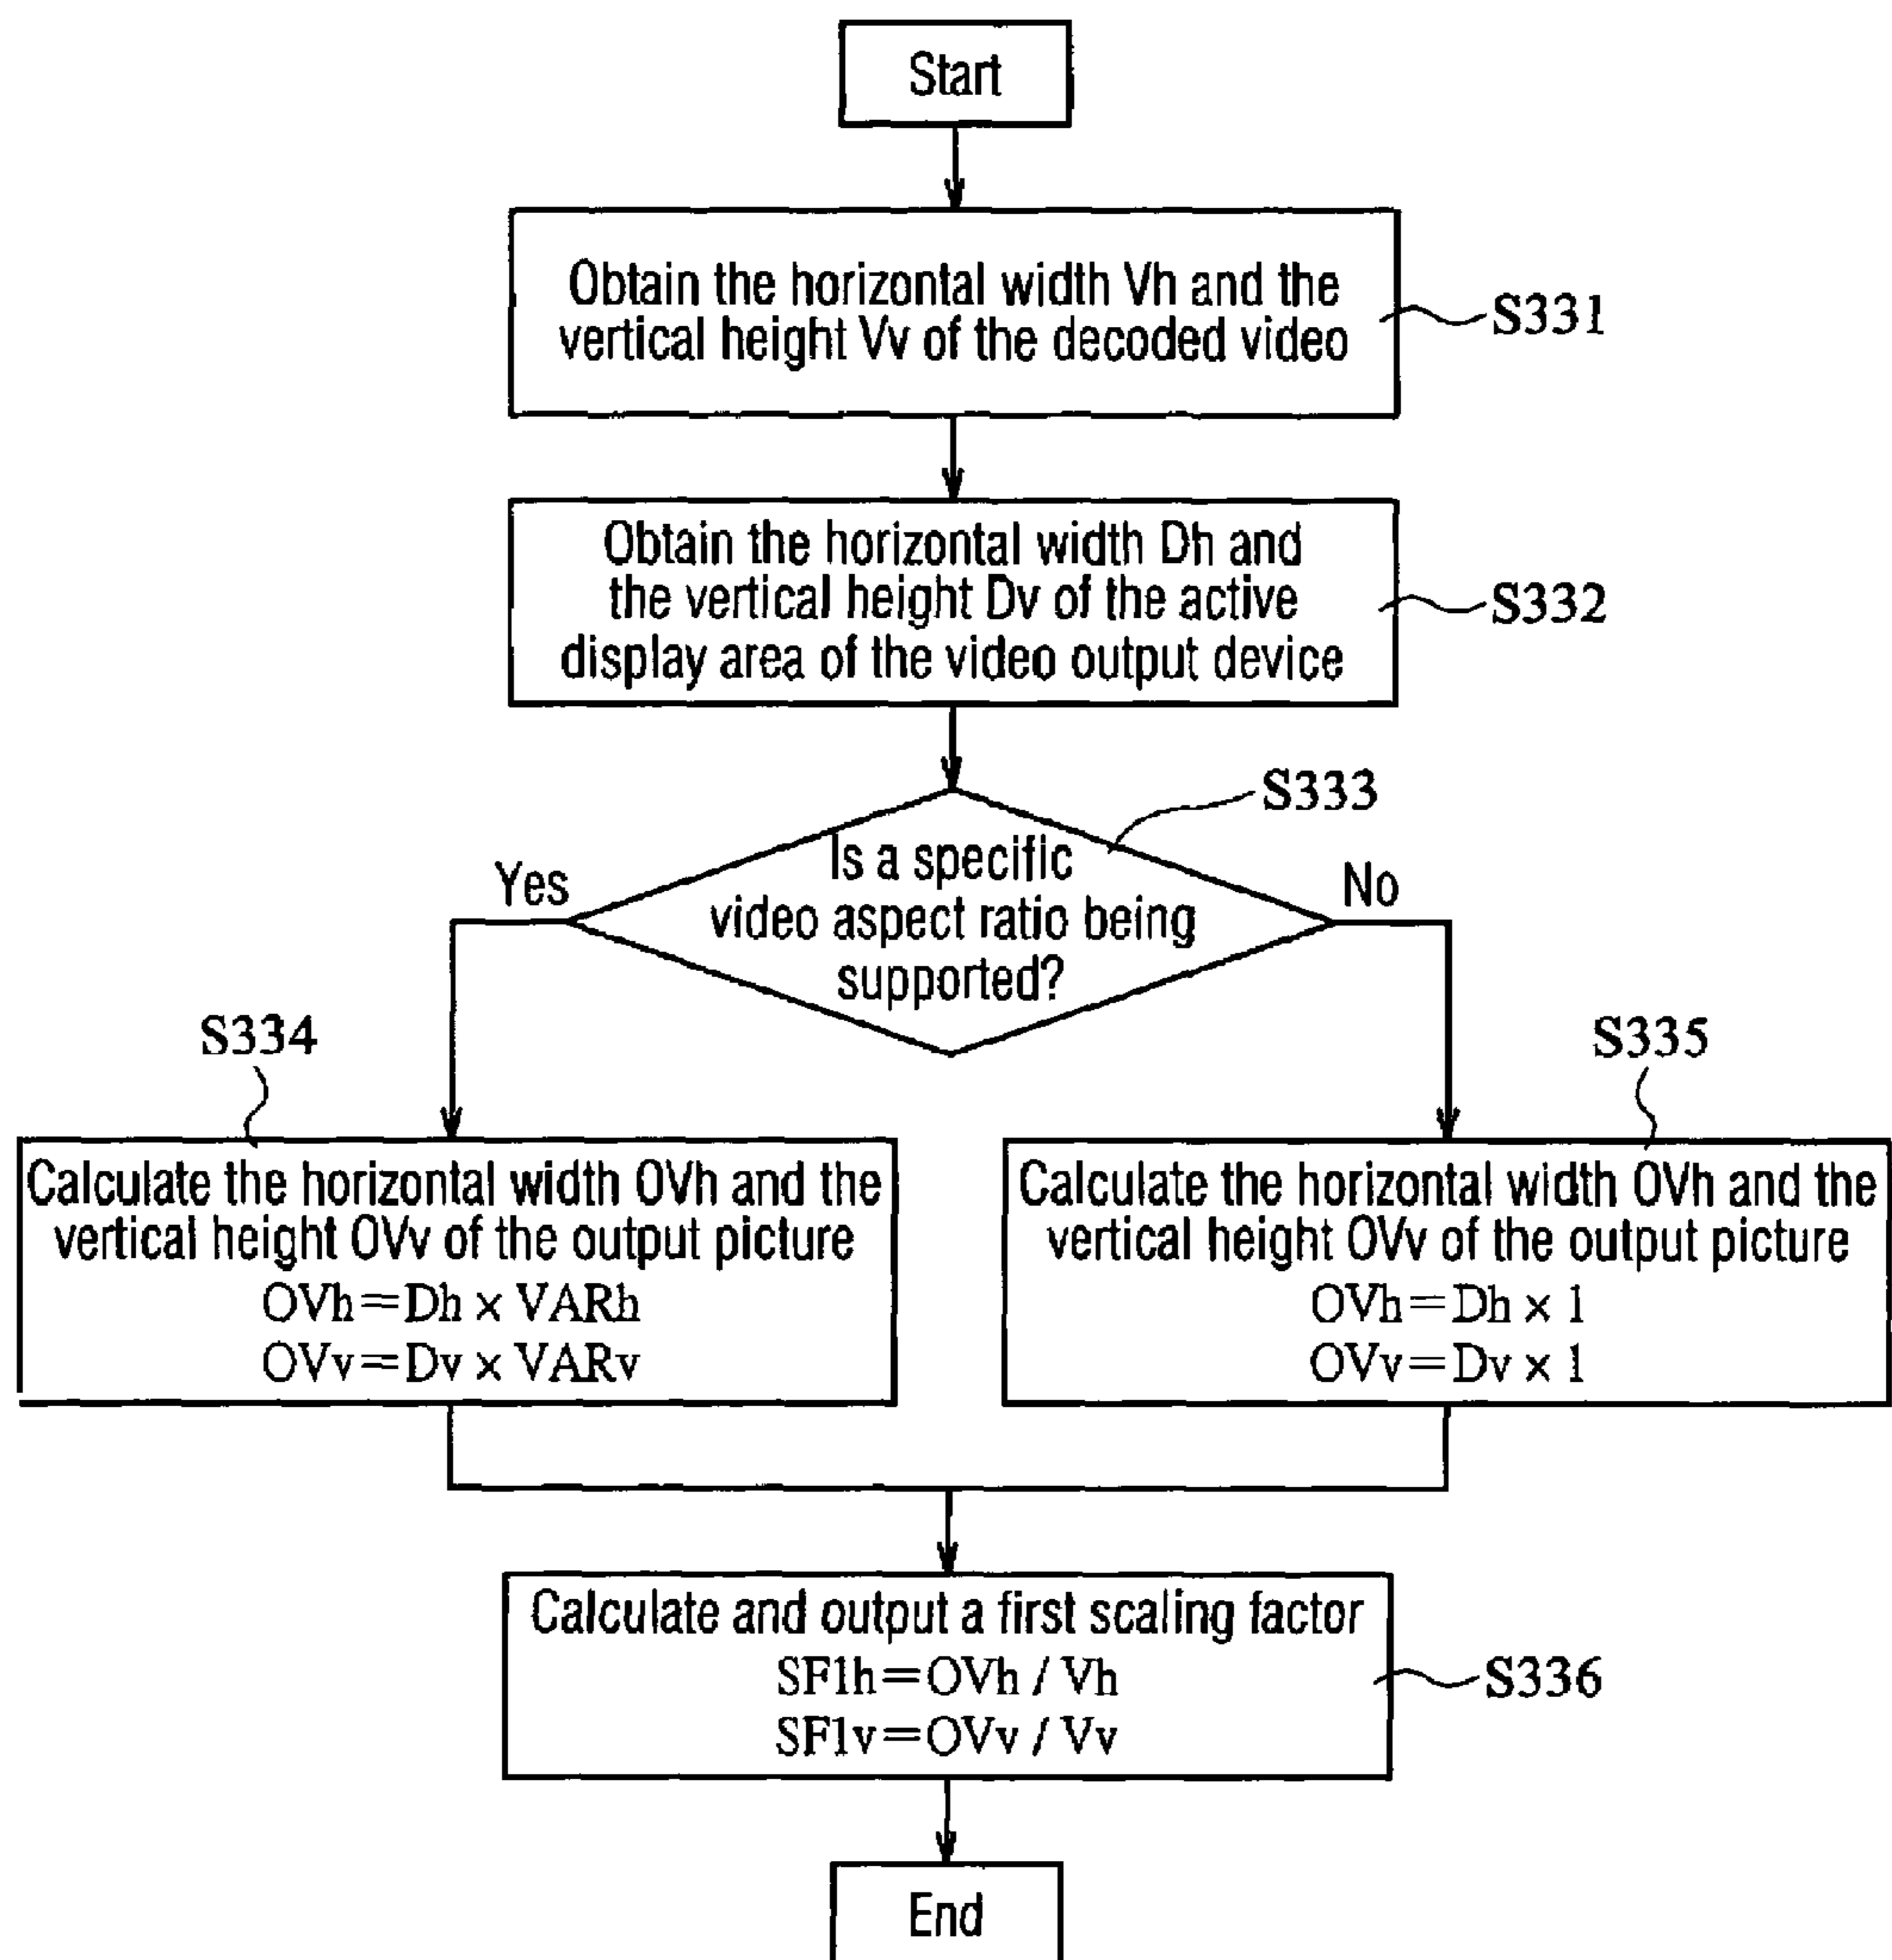 Start
Obtain the horizontal width Vh and the
vertical height Vv of the decoded video
S331
Obtain the horizontal width Dh and
the vertical height Dv of the active
display area of the video output device
S332
S333
Is a specific
video aspect ratio being
supported?
Yes
No
S334
Calculate the horizontal width OVh and the
vertical height OVv of the output picture
OVh=Dh × VARh
OVv=Dv × VARv
S335
Calculate the horizontal width OVh and the
vertical height OVv of the output picture
OVh=Dh × 1
OVv=Dv × 1
Calculate and output a first scaling factor
SF1h=OVh / Vh
SF1v=OVv / Vv
S336
End